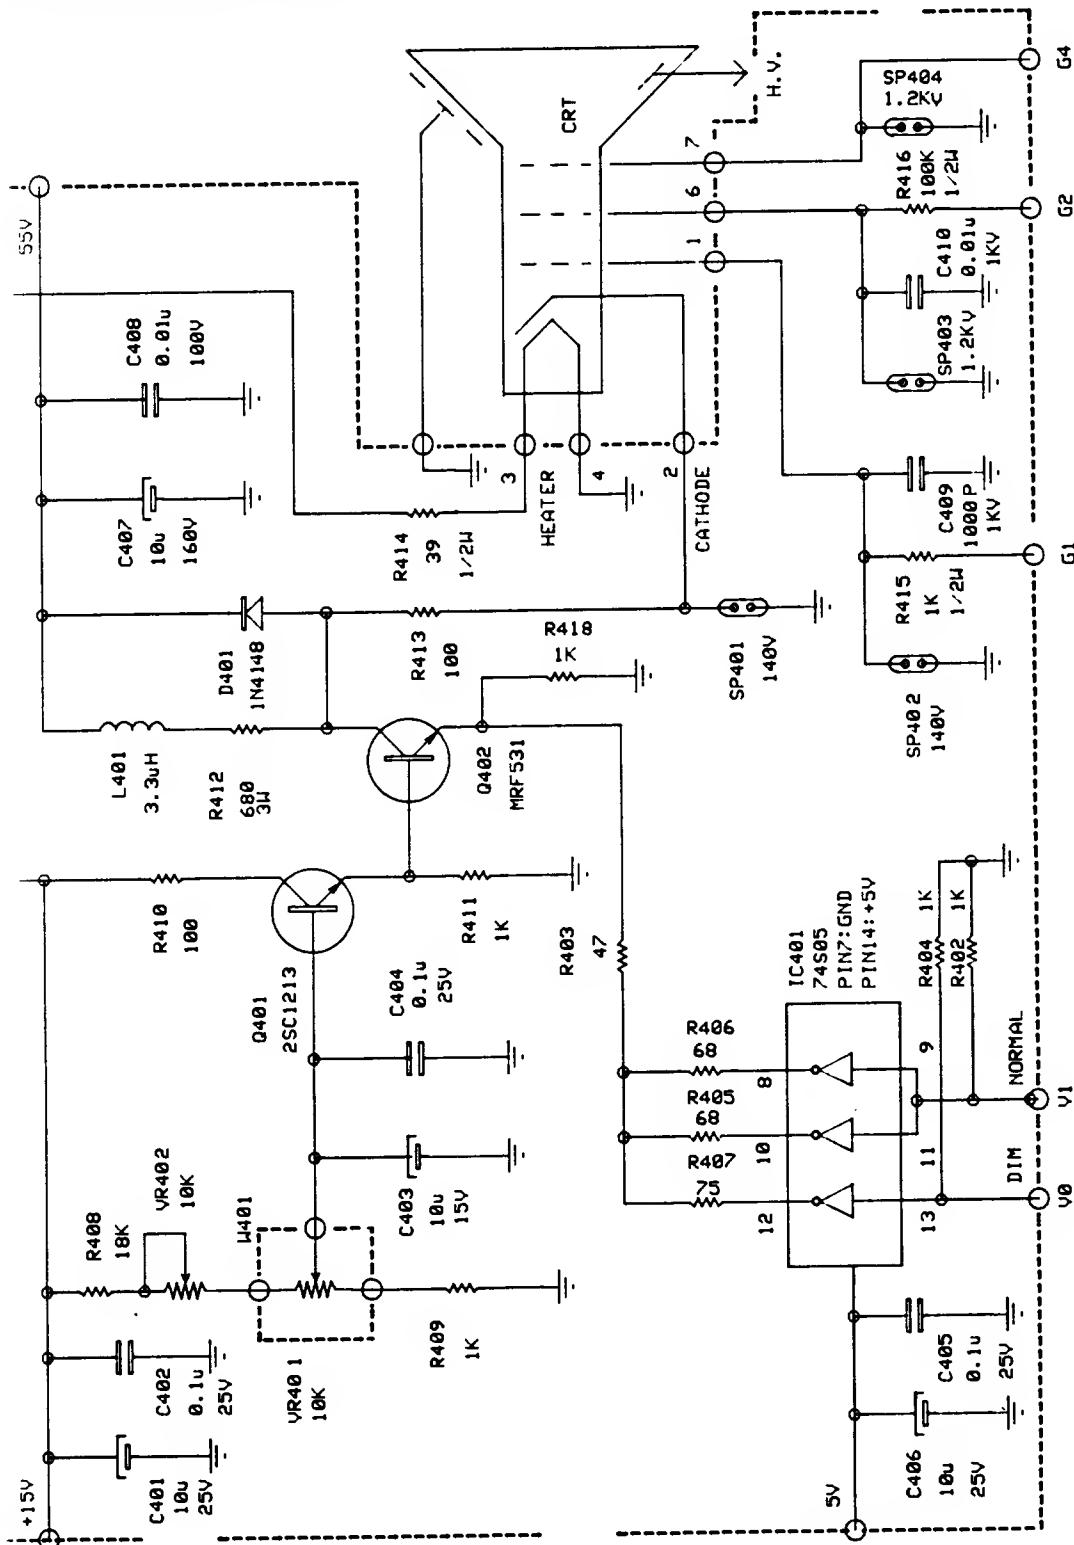 +15V
C401
10u
25V
C402
0.1u
25V
R408
18K
VR402
10K
W401
VR401
10K
R409
1K
C403
10u
15V
C404
0.1u
25V
Q401
2SC1213
R410
100
R411
1K
L401
3.3uH
R412
680
3W
D401
1N4148
Q402
MRF531
R418
1K
R413
100
R414
39
1/2W
C407
10u
160V
C408
0.01u
100V
55V
HEATER
3
4
2
CATHODE
SP401
140V
CRT
H.V.
1
6
7
SP404
1.2KV
R416
100K
1/2W
C410
0.01u
1KV
SP403
1.2KV
C409
1000P
1KV
R415
1K
1/2W
SP402
140V
G1
G2
G4
R403
47
R406
68
R405
68
R407
75
8
10
12
IC401
74S05
PIN7:GND
PIN14:+5V
9
11
13
R404
1K
R402
1K
NORMAL
V1
DIM
V0
5V
C405
0.1u
25V
C406
10u
25V